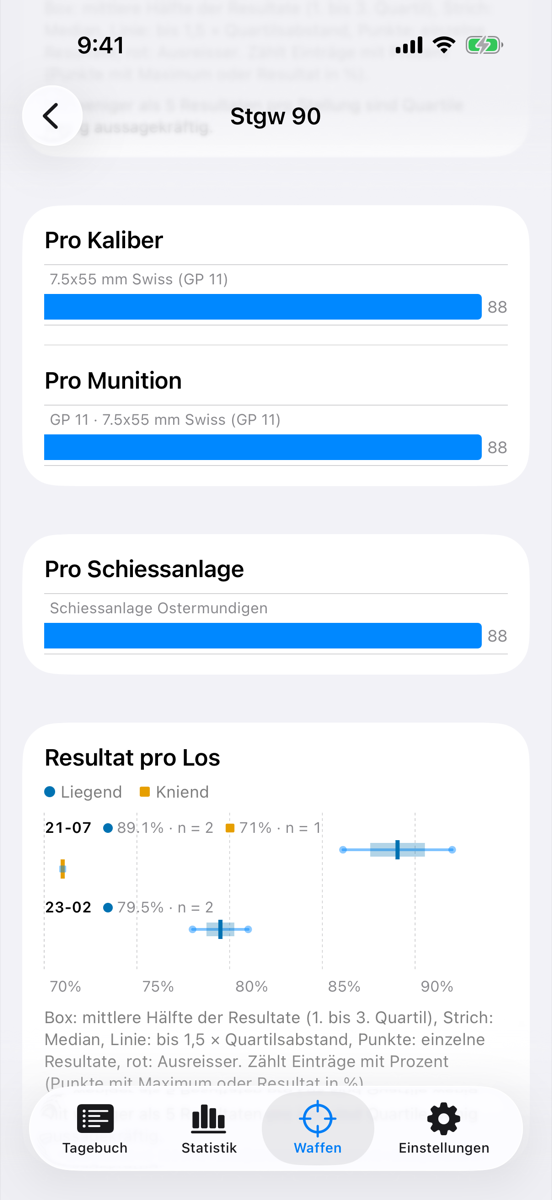 9:41
Stgw 90
aussagekräftig.
Pro Kaliber
7.5x55 mm Swiss (GP 11)
88
Pro Munition
GP 11 · 7.5x55 mm Swiss (GP 11)
88
Pro Schiessanlage
Schiessanlage Ostermundigen
88
Resultat pro Los
Liegend Kniend
21-07 89.1% · n = 2 71% · n = 1
23-02 79.5% · n = 2
70% 75% 80% 85% 90%
Box: mittlere Hälfte der Resultate (1. bis 3. Quartil), Strich:
Median, Linie: bis 1,5 × Quartilsabstand, Punkte: einzelne
Resultate, rot: Ausreisser. Zählt Einträge mit Prozent
(Punkte mit Maximum oder Resultat in %)
Tagebuch Statistik Waffen Einstellungen